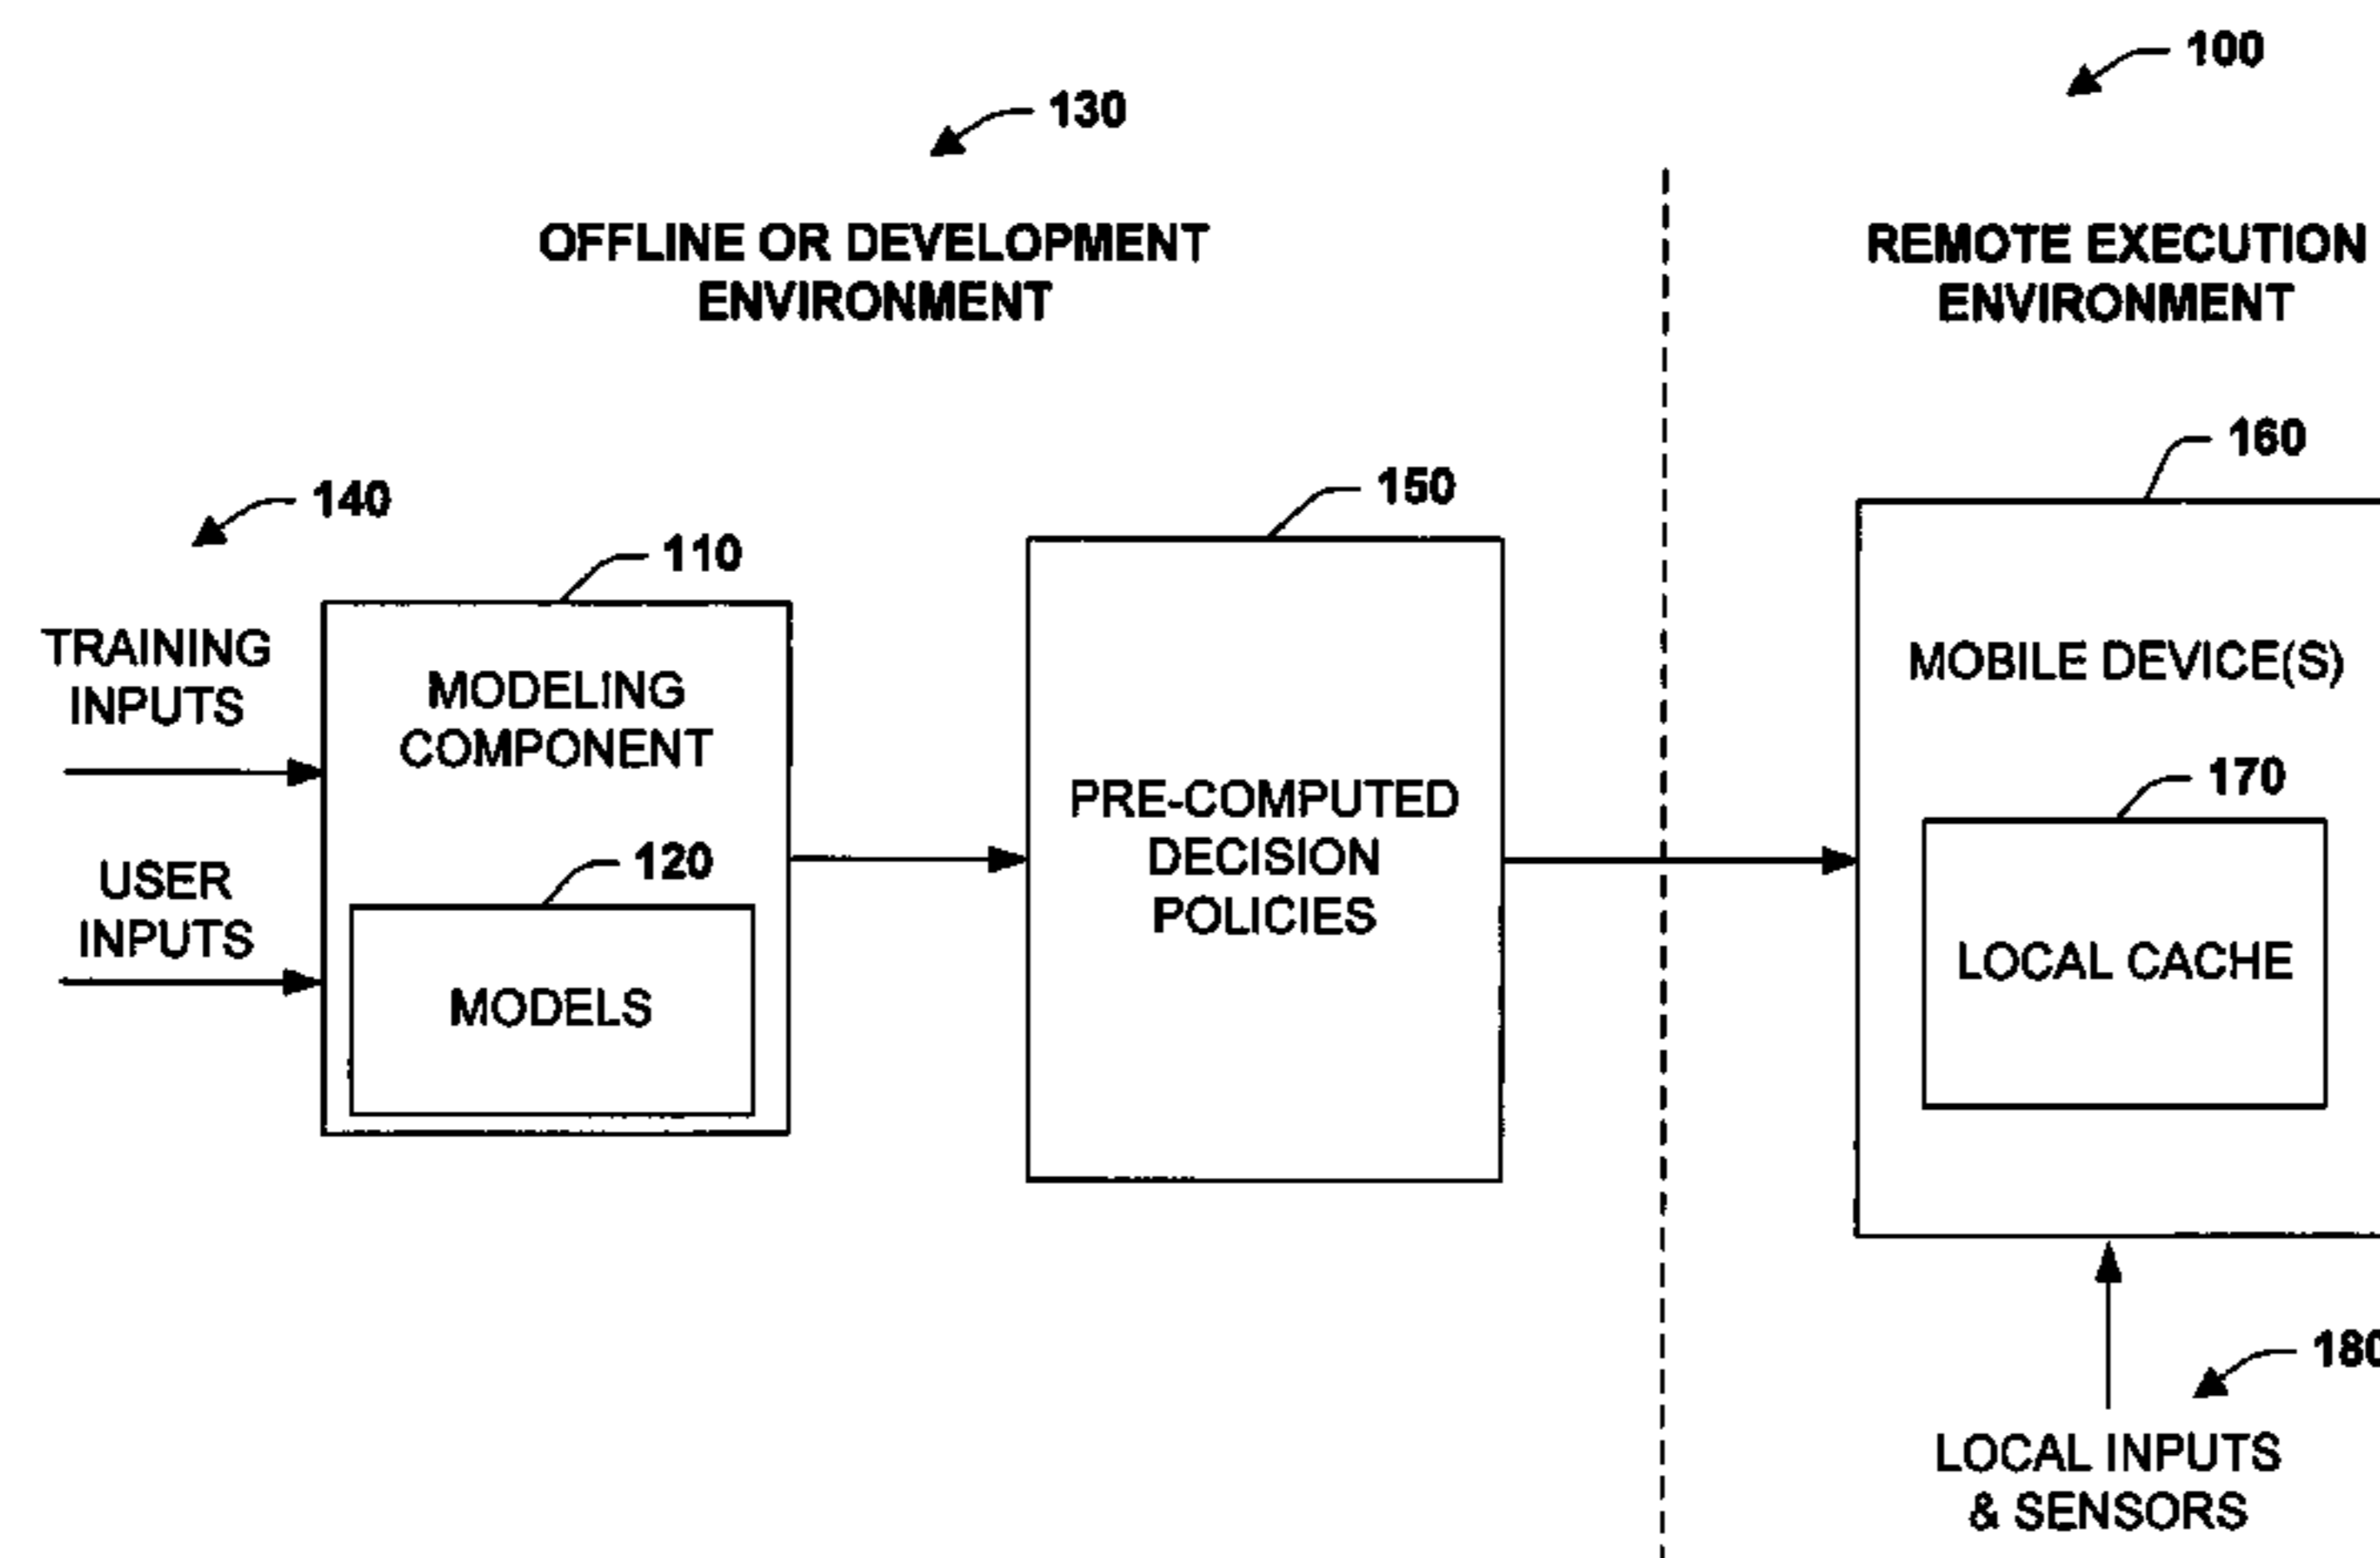 100
130
OFFLINE OR DEVELOPMENT
ENVIRONMENT
REMOTE EXECUTION
ENVIRONMENT
160
150
140
110
TRAINING
INPUTS
MODELING
COMPONENT
MOBILE DEVICE(S)
170
PRE-COMPUTED
DECISION
POLICIES
120
USER
INPUTS
LOCAL CACHE
MODELS
180
LOCAL INPUTS
& SENSORS